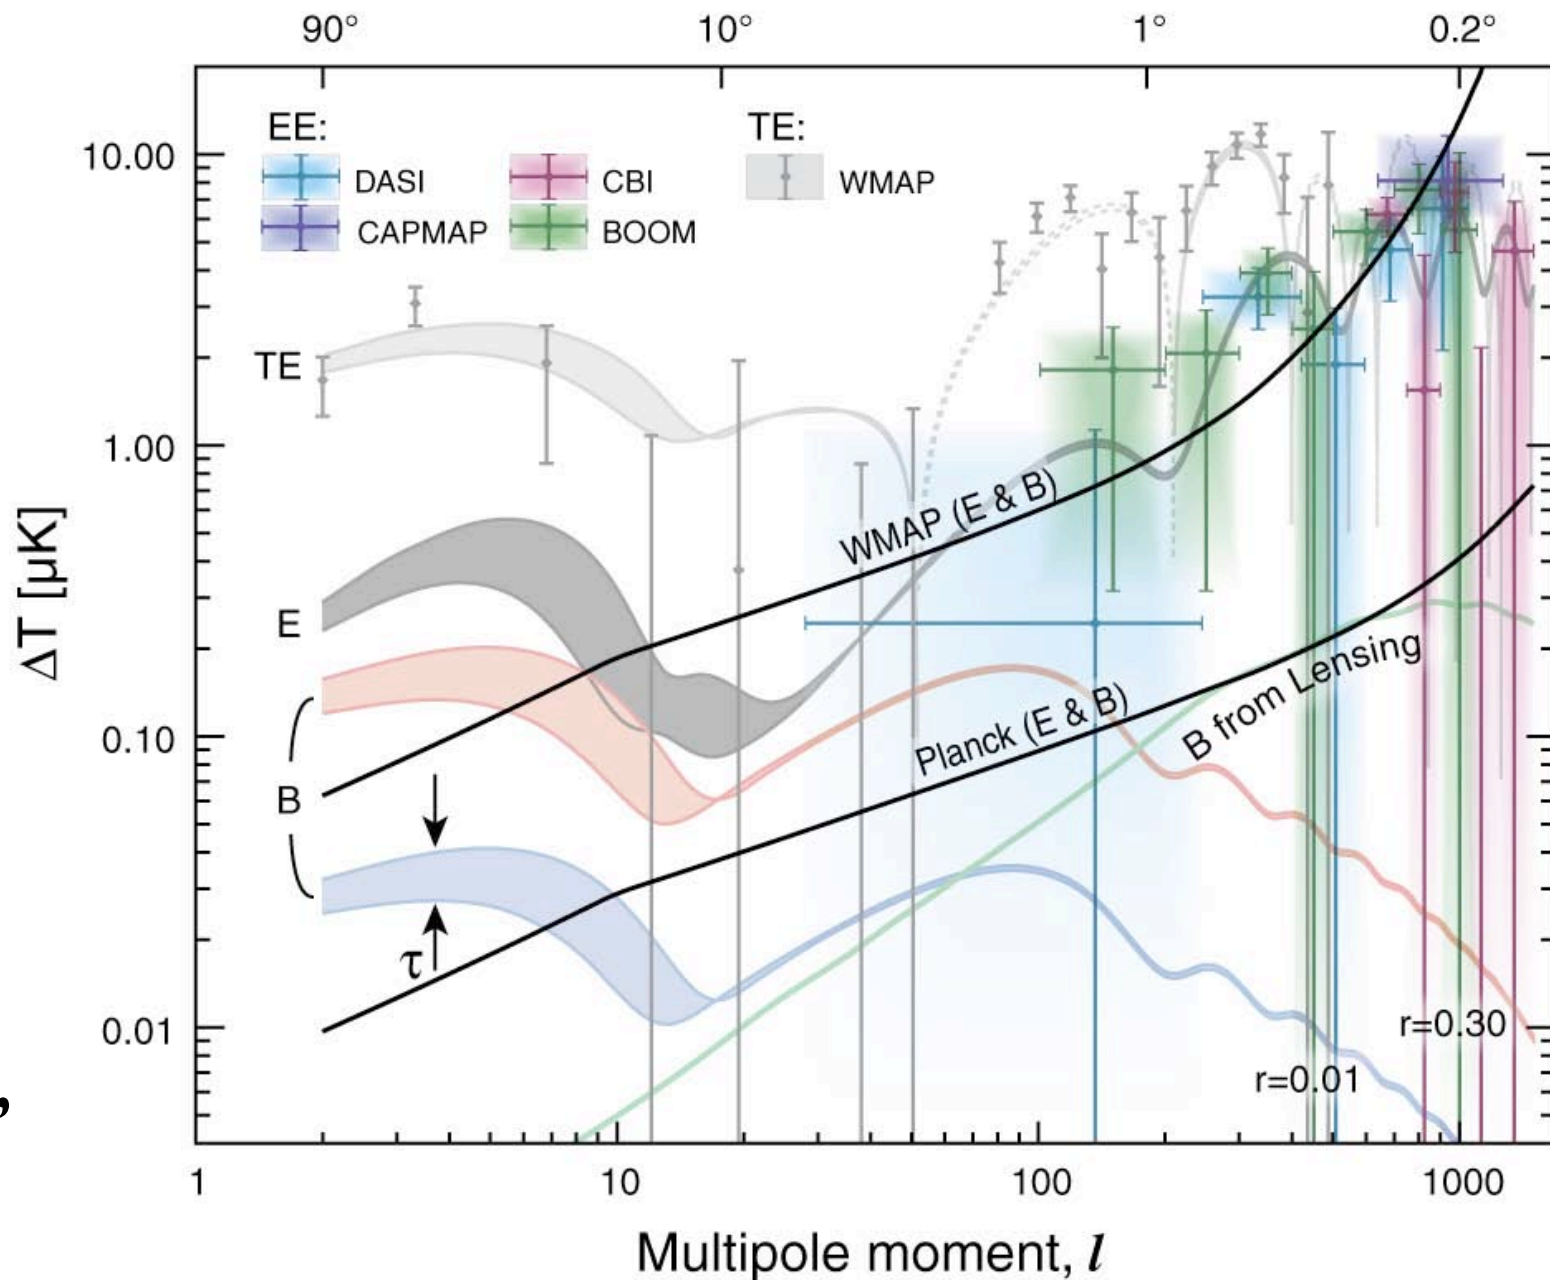 90° 10° 1° 0.2°
EE: TE:
DASI CBI WMAP
CAPMAP BOOM
10.00
TE
1.00
WMAP (E & B)
ΔT [μK]
E
0.10
Planck (E & B)
B from Lensing
B
τ
0.01
r=0.30
r=0.01
,
1 10 100 1000
Multipole moment, l